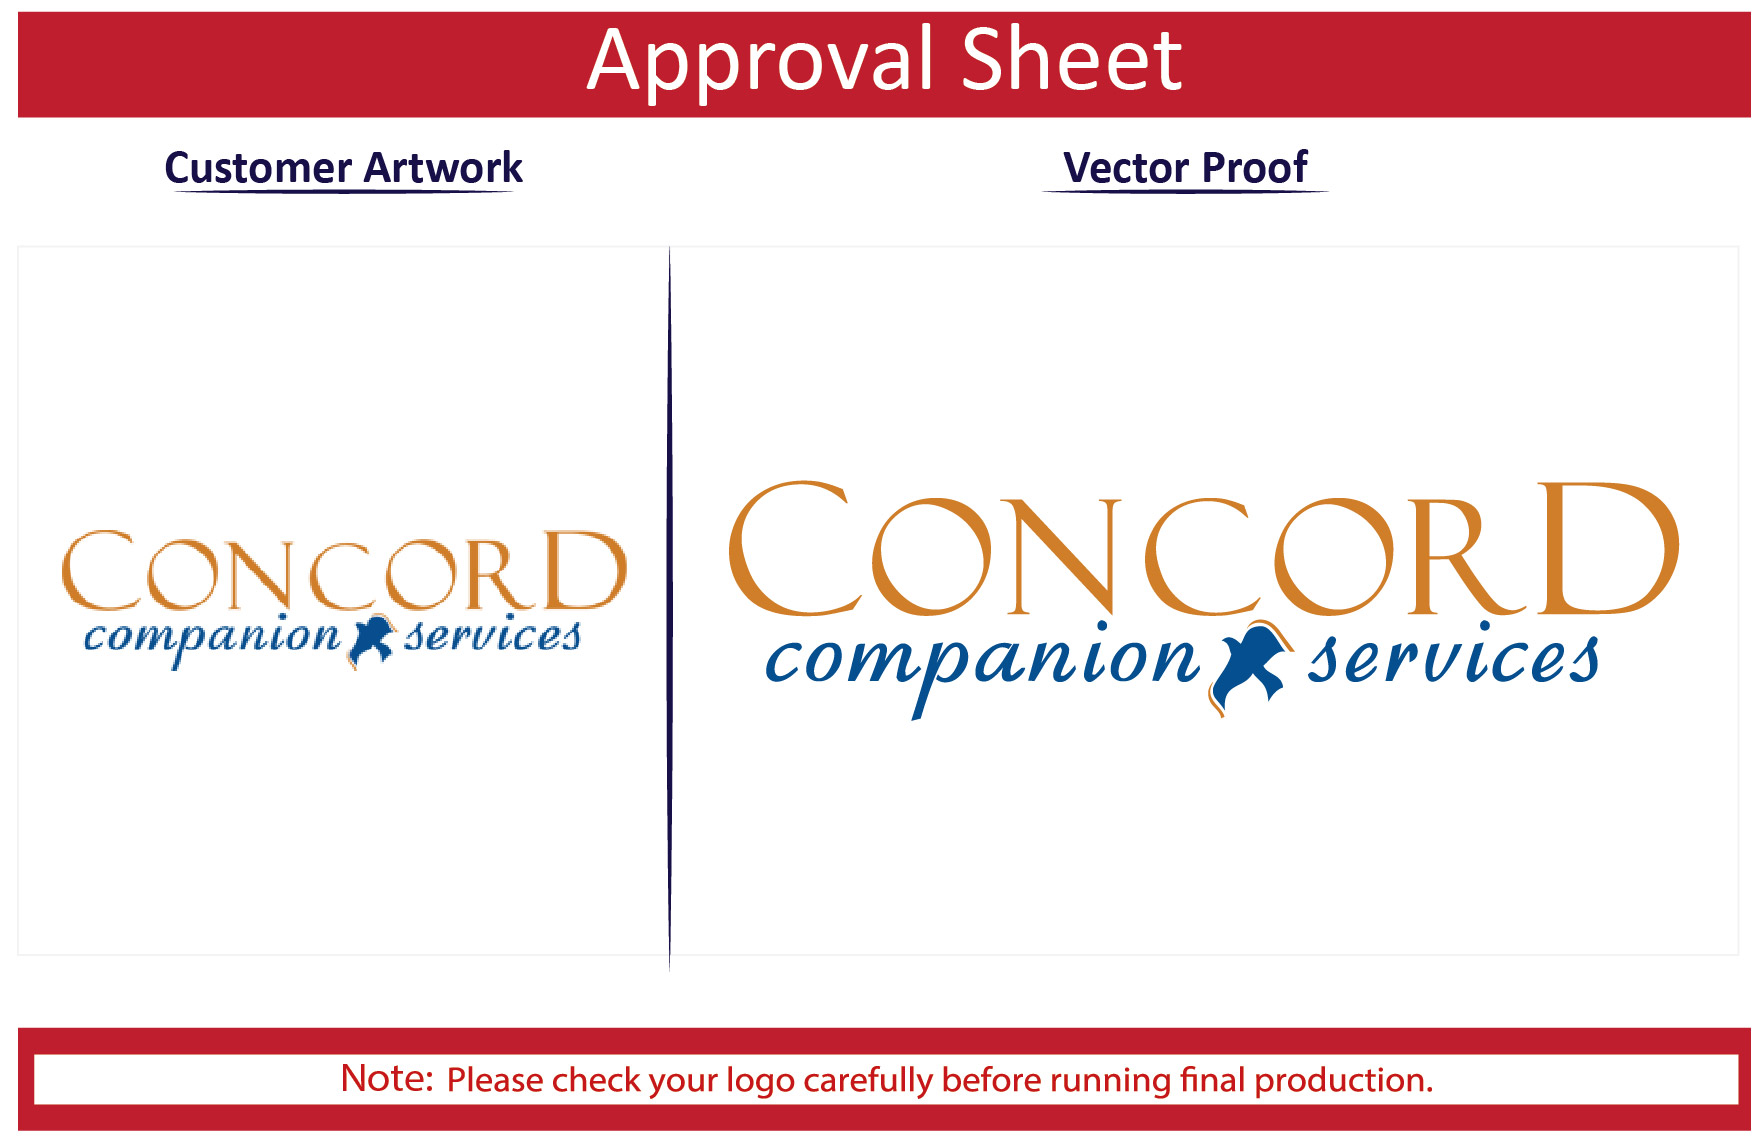 Approval Sheet
Customer Artwork
Vector Proof
CONCORD
companion services
CONCORD
companion services
Note: Please check your logo carefully before running final production.